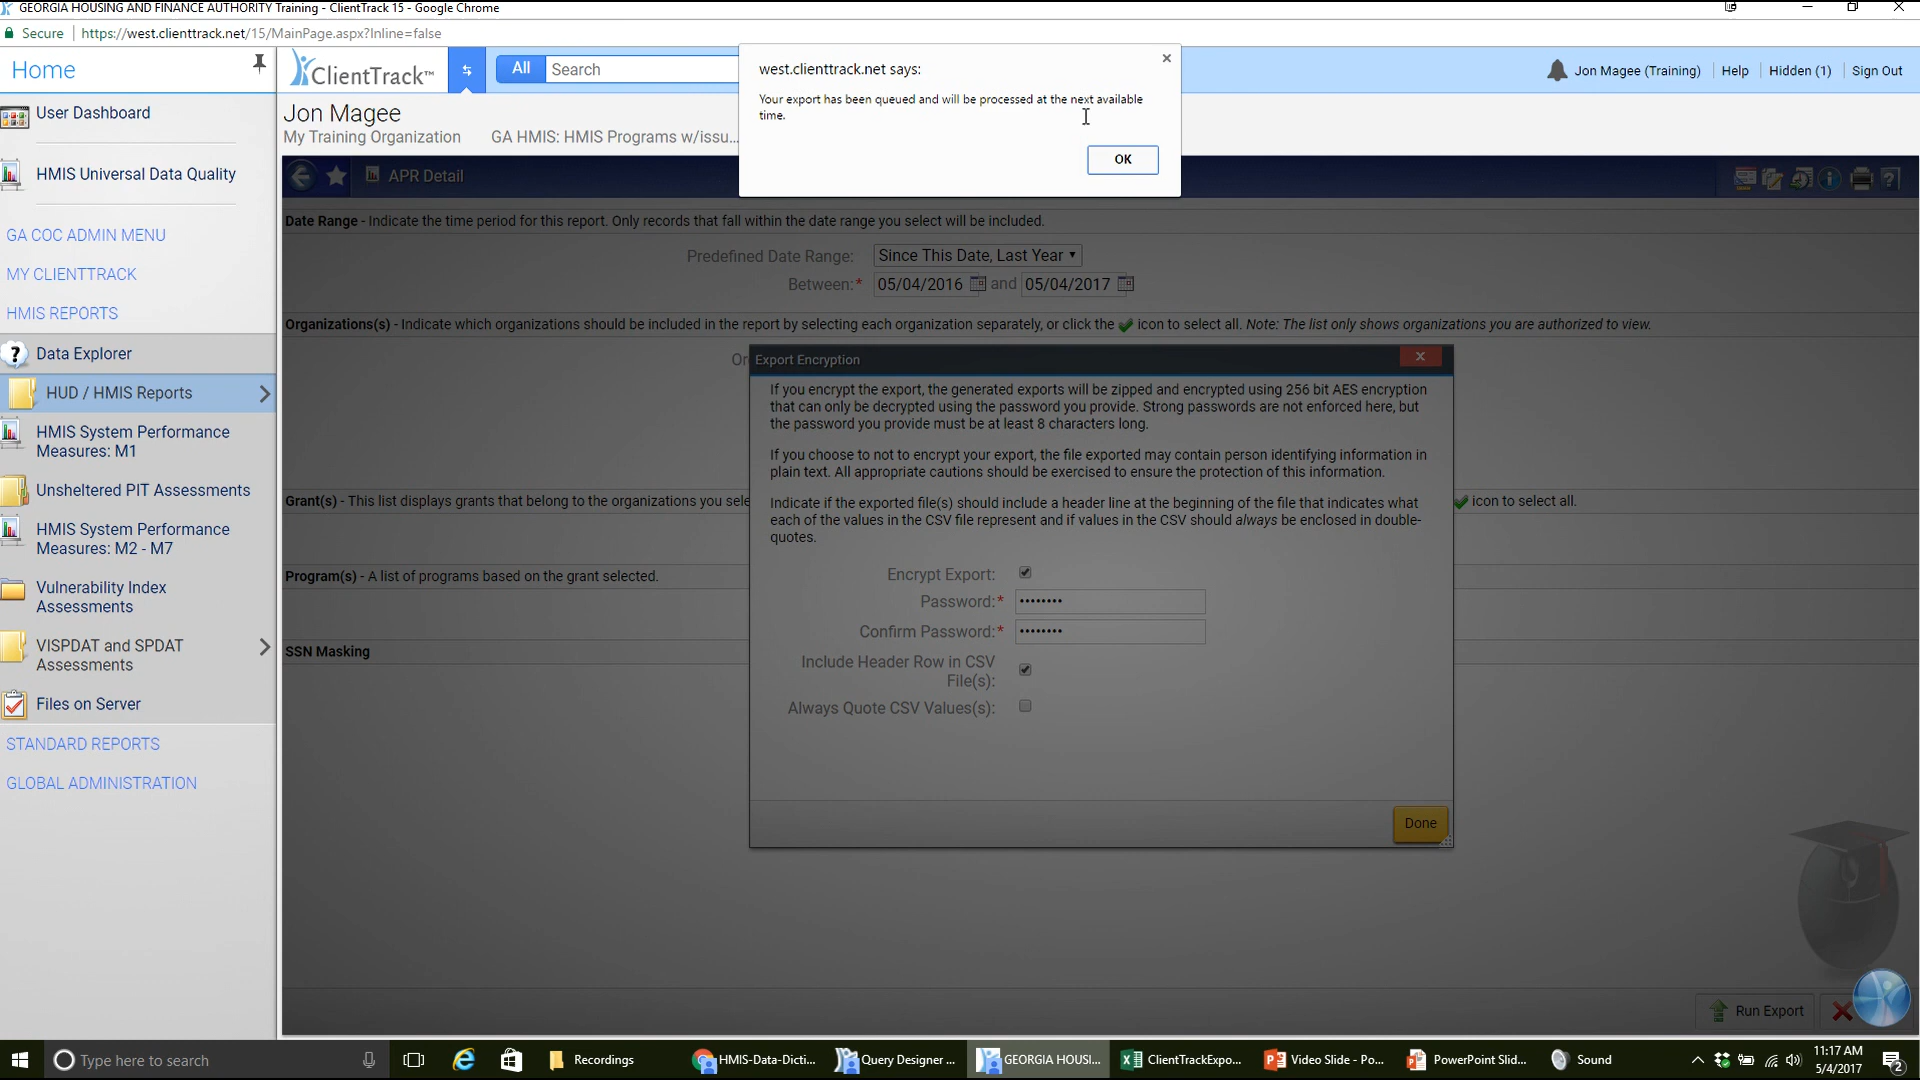 GEORGIA HOUSING AND FINANCE AUTHORITY Training - ClientTrack 15 - Google Chrome
Secure | https://west.clienttrack.net/15/MainPage.aspx?Inline=false
Home
ClientTrack™
All Search
west.clienttrack.net says:
Your export has been queued and will be processed at the next available
time.
OK
Jon Magee (Training) | Help | Hidden (1) | Sign Out
User Dashboard
HMIS Universal Data Quality
GA COC ADMIN MENU
MY CLIENTTRACK
HMIS REPORTS
Data Explorer
HUD / HMIS Reports
HMIS System Performance
Measures: M1
Unsheltered PIT Assessments
HMIS System Performance
Measures: M2 - M7
Vulnerability Index
Assessments
VISPDAT and SPDAT
Assessments
Files on Server
STANDARD REPORTS
GLOBAL ADMINISTRATION
Jon Magee
My Training Organization GA HMIS: HMIS Programs w/issu...
APR Detail
Date Range - Indicate the time period for this report. Only records that fall within the date range you select will be included.
Predefined Date Range: Since This Date, Last Year
Between:* 05/04/2016 and 05/04/2017
Organizations(s) - Indicate which organizations should be included in the report by selecting each organization separately, or click the icon to select all. Note: The list only shows organizations you are authorized to view.
Grant(s) - This list displays grants that belong to the organizations you sele
icon to select all.
Program(s) - A list of programs based on the grant selected.
SSN Masking
Export Encryption
If you encrypt the export, the generated exports will be zipped and encrypted using 256 bit AES encryption
that can only be decrypted using the password you provide. Strong passwords are not enforced here, but
the password you provide must be at least 8 characters long.
If you choose to not to encrypt your export, the file exported may contain person identifying information in
plain text. All appropriate cautions should be exercised to ensure the protection of this information.
Indicate if the exported file(s) should include a header line at the beginning of the file that indicates what
each of the values in the CSV file represent and if values in the CSV should always be enclosed in double-
quotes.
Encrypt Export:
Password:* ••••••••
Confirm Password:* ••••••••
Include Header Row in CSV
File(s):
Always Quote CSV Values(s):
Done
Run Export
Type here to search
Recordings
HMIS-Data-Dicti...
Query Designer ...
GEORGIA HOUSI...
ClientTrackExpo...
Video Slide - Po...
PowerPoint Slid...
Sound
11:17 AM
5/4/2017
2